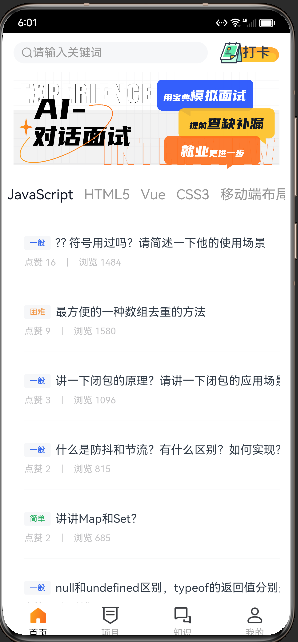 6:05
请输入关键词
打卡
EXPERIENCE
AI-
对话面试
用宝典模拟面试
提前查缺补漏
就业更进一步
JavaScript HTML5 Vue CSS3 移动端布局
一般 ?? 符号用过吗？请简述一下他的使用场景
点赞 16 | 浏览 1484
困难 最方便的一种数组去重的方法
点赞 9 | 浏览 1580
一般 讲一下闭包的原理？请讲一下闭包的应用场景
点赞 3 | 浏览 1096
一般 什么是防抖和节流？有什么区别？如何实现？
点赞 2 | 浏览 815
简单 讲讲Map和Set？
点赞 2 | 浏览 685
一般 null和undefined区别，typeof的返回值分别
首页 项目 知识 我的